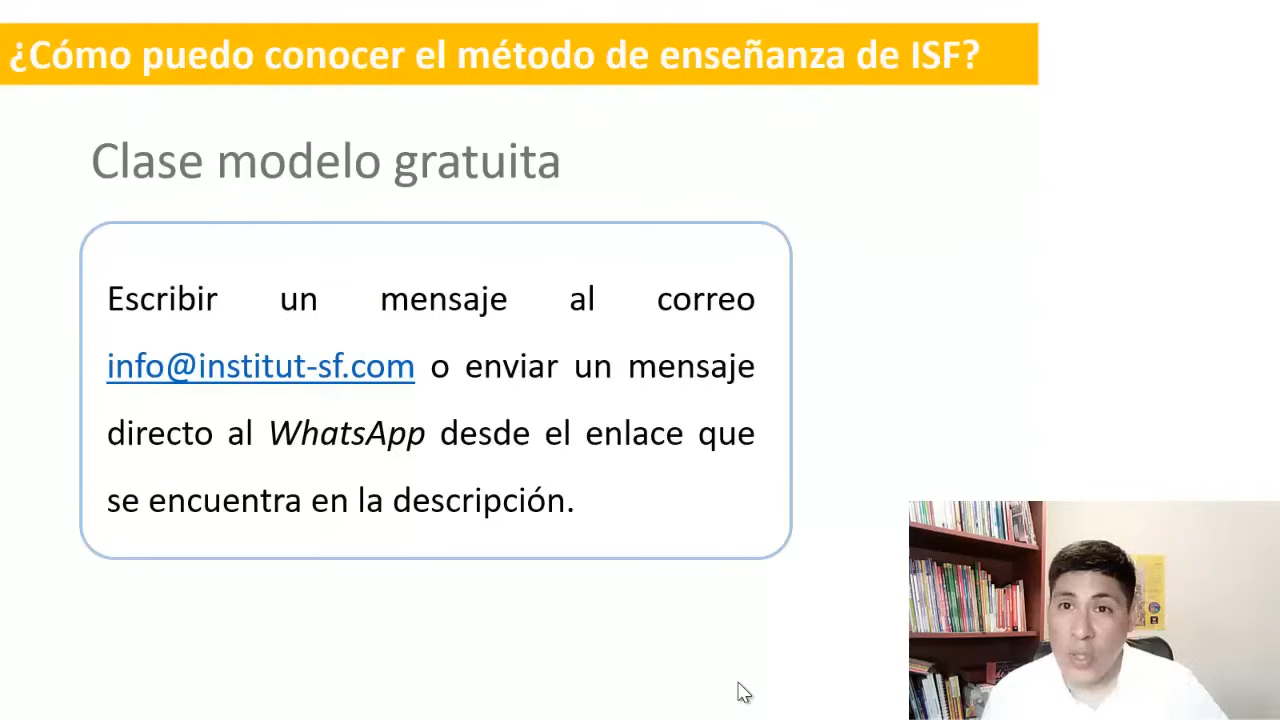 ¿Cómo puedo conocer el método de enseñanza de ISF?
Clase modelo gratuita
Escribir un mensaje al correo
info@institut-sf.com o enviar un mensaje
directo al WhatsApp desde el enlace que
se encuentra en la descripción.